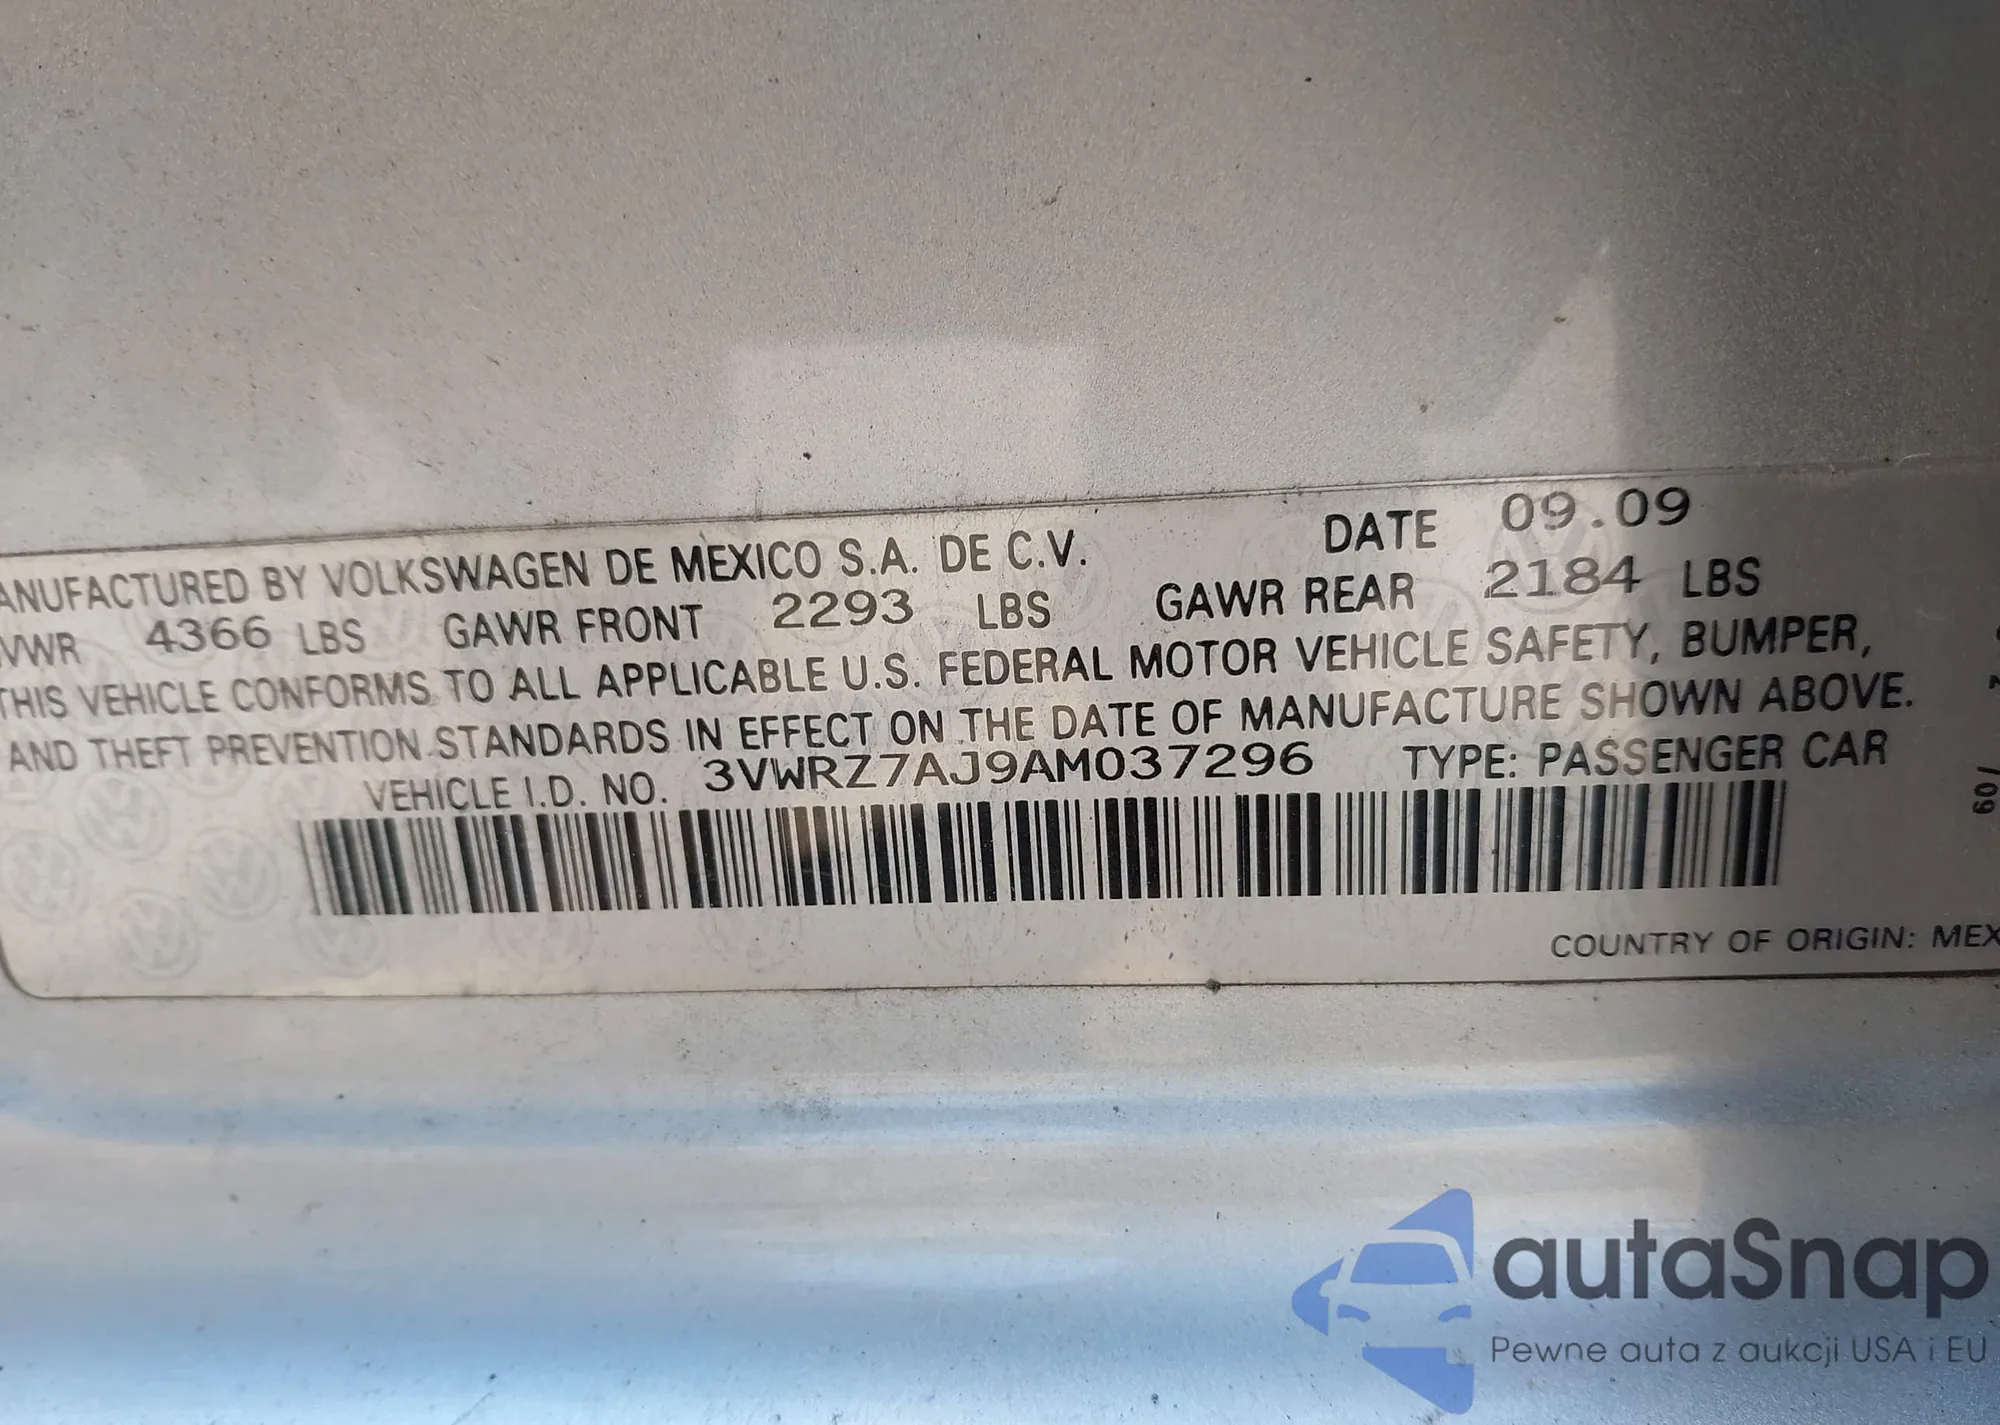 ANUFACTURED BY VOLKSWAGEN DE MEXICO S.A. DE C.V. DATE 09.09
VWR 4366 LBS GAWR FRONT 2293 LBS GAWR REAR 2184 LBS
THIS VEHICLE CONFORMS TO ALL APPLICABLE U.S. FEDERAL MOTOR VEHICLE SAFETY, BUMPER,
AND THEFT PREVENTION STANDARDS IN EFFECT ON THE DATE OF MANUFACTURE SHOWN ABOVE.
VEHICLE I.D. NO. 3VWRZ7AJ9AM037296 TYPE: PASSENGER CAR
COUNTRY OF ORIGIN: MEX
/09
autaSnap
Pewne auta z aukcji USA i EU